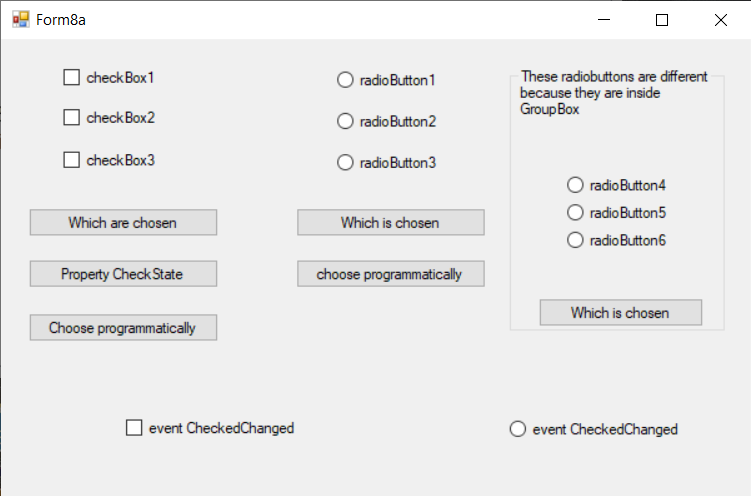 Form8a
checkBox1
checkBox2
checkBox3
Which are chosen
Property CheckState
Choose programmatically
radioButton1
radioButton2
radioButton3
Which is chosen
choose programmatically
These radiobuttons are different
because they are inside
GroupBox
radioButton4
radioButton5
radioButton6
Which is chosen
event CheckedChanged
event CheckedChanged